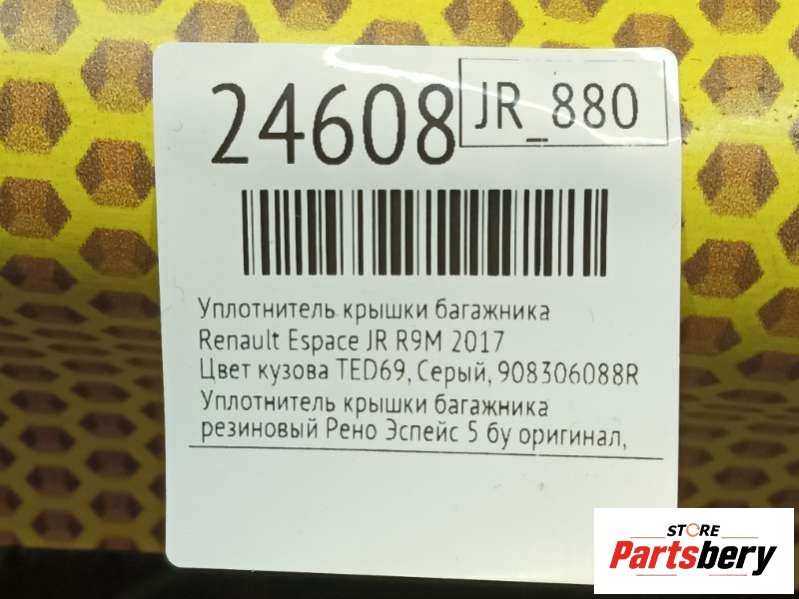 24608
JR_880
Уплотнитель крышки багажника
Renault Espace JR R9M 2017
Цвет кузова TED69, Серый, 908306088R
Уплотнитель крышки багажника
резиновый Рено Эспейс 5 бу оригинал,
STORE
Partsbery